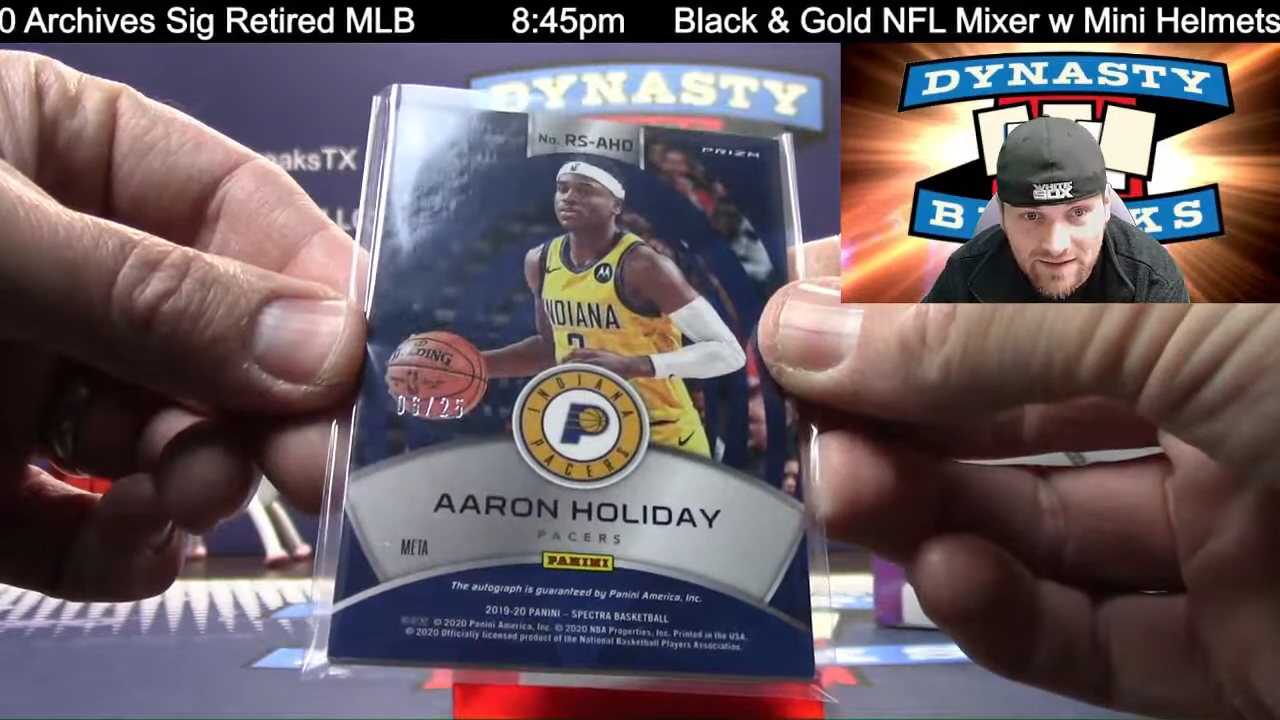 0 Archives Sig Retired MLB 8:45pm Black & Gold NFL Mixer w Mini Helmets
DYNASTY
DYNASTY
aksTX
WHITE
SOX
No. RS-AHD
PRIZM
INDIANA
3
SPALDING
06/25
INDIANA
P
PACERS
AARON HOLIDAY
PACERS
META
PANINI
The autograph is guaranteed by Panini America, Inc.
2019-20 PANINI – SPECTRA BASKETBALL
© 2020 Panini America, Inc. © 2020 NBA Properties, Inc. Printed in the USA.
© 2020 Officially licensed product of the National Basketball Players Association.